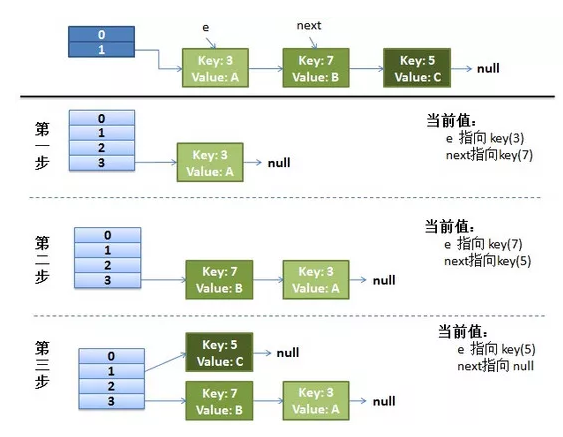 e
next
0
1
Key: 3
Value: A
Key: 7
Value: B
Key: 5
Value: C
null
第一步
0
1
2
3
Key: 3
Value: A
null
当前值：
e 指向 key(3)
next指向key(7)
第二步
0
1
2
3
Key: 7
Value: B
Key: 3
Value: A
null
当前值：
e 指向 key(7)
next指向key(5)
第三步
0
1
2
3
Key: 5
Value: C
null
Key: 7
Value: B
Key: 3
Value: A
null
当前值：
e 指向 key(5)
next指向 null